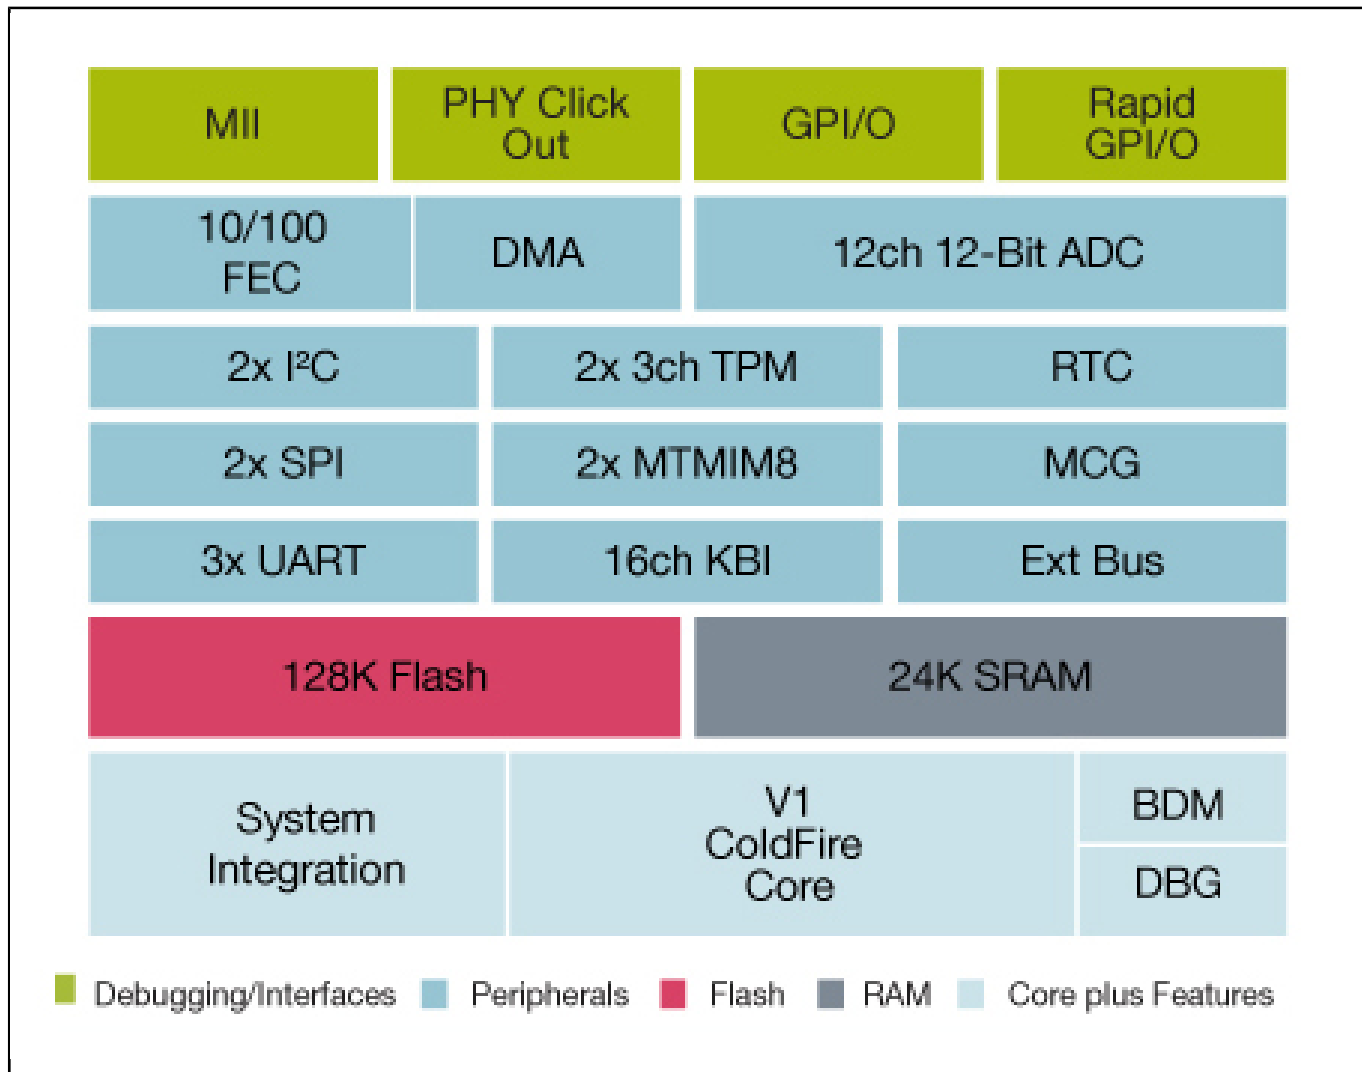 MII
PHY Click
Out
GPI/O
Rapid
GPI/O
10/100
FEC
DMA
12ch 12-Bit ADC
2x I²C
2x 3ch TPM
RTC
2x SPI
2x MTMIM8
MCG
3x UART
16ch KBI
Ext Bus
128K Flash
24K SRAM
System
Integration
V1
ColdFire
Core
BDM
DBG
Debugging/Interfaces
Peripherals
Flash
RAM
Core plus Features